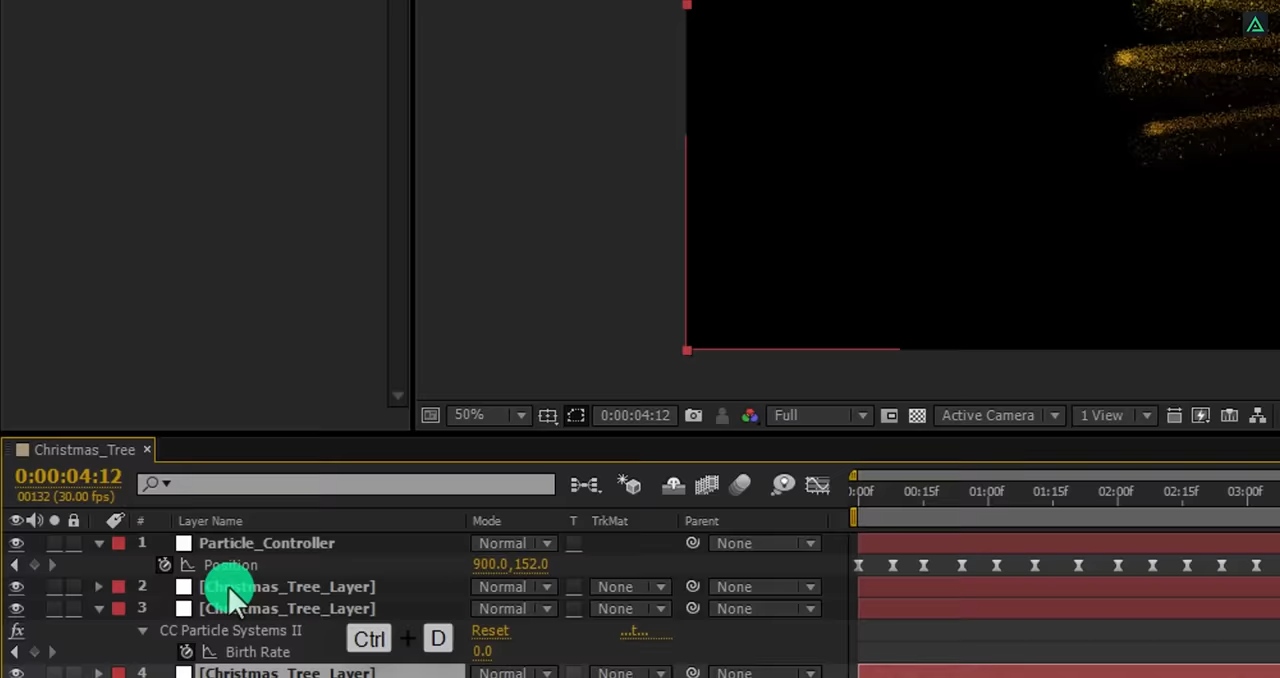 50%
0:00:04:12
Full
Active Camera
1 View
Christmas_Tree ×
0:00:04:12
00132 (30.00 fps)
:00f 00:15f 01:00f 01:15f 02:00f 02:15f 03:00f
# Layer Name Mode T TrkMat Parent
1 Particle_Controller Normal None
Position 900.0,152.0
2 [Christmas_Tree_Layer] Normal None None
3 [Christmas_Tree_Layer] Normal None None
fx CC Particle Systems II Reset ...t...
Ctrl + D
Birth Rate 0.0
4 [Christmas_Tree_Layer] Normal None None